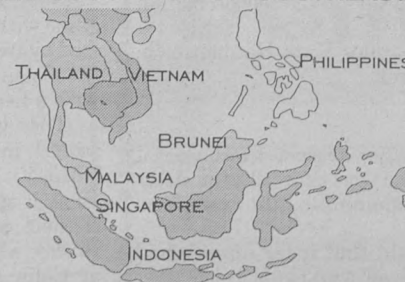 THAILAND VIETNAM
PHILIPPINES
BRUNEI
MALAYSIA
SINGAPORE
INDONESIA